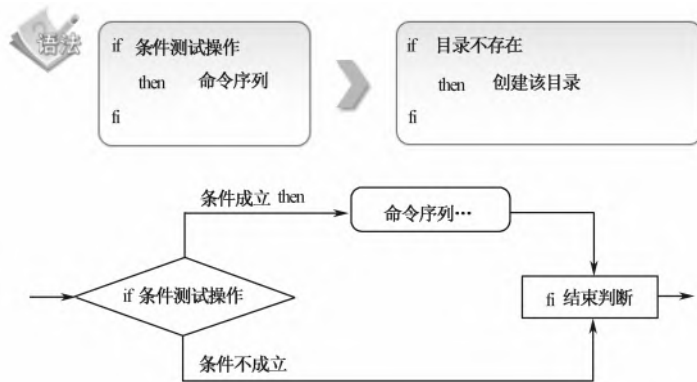 语法
if 条件测试操作
then 命令序列
fi
if 目录不存在
then 创建该目录
fi
条件成立 then
命令序列…
if 条件测试操作
fi 结束判断
条件不成立